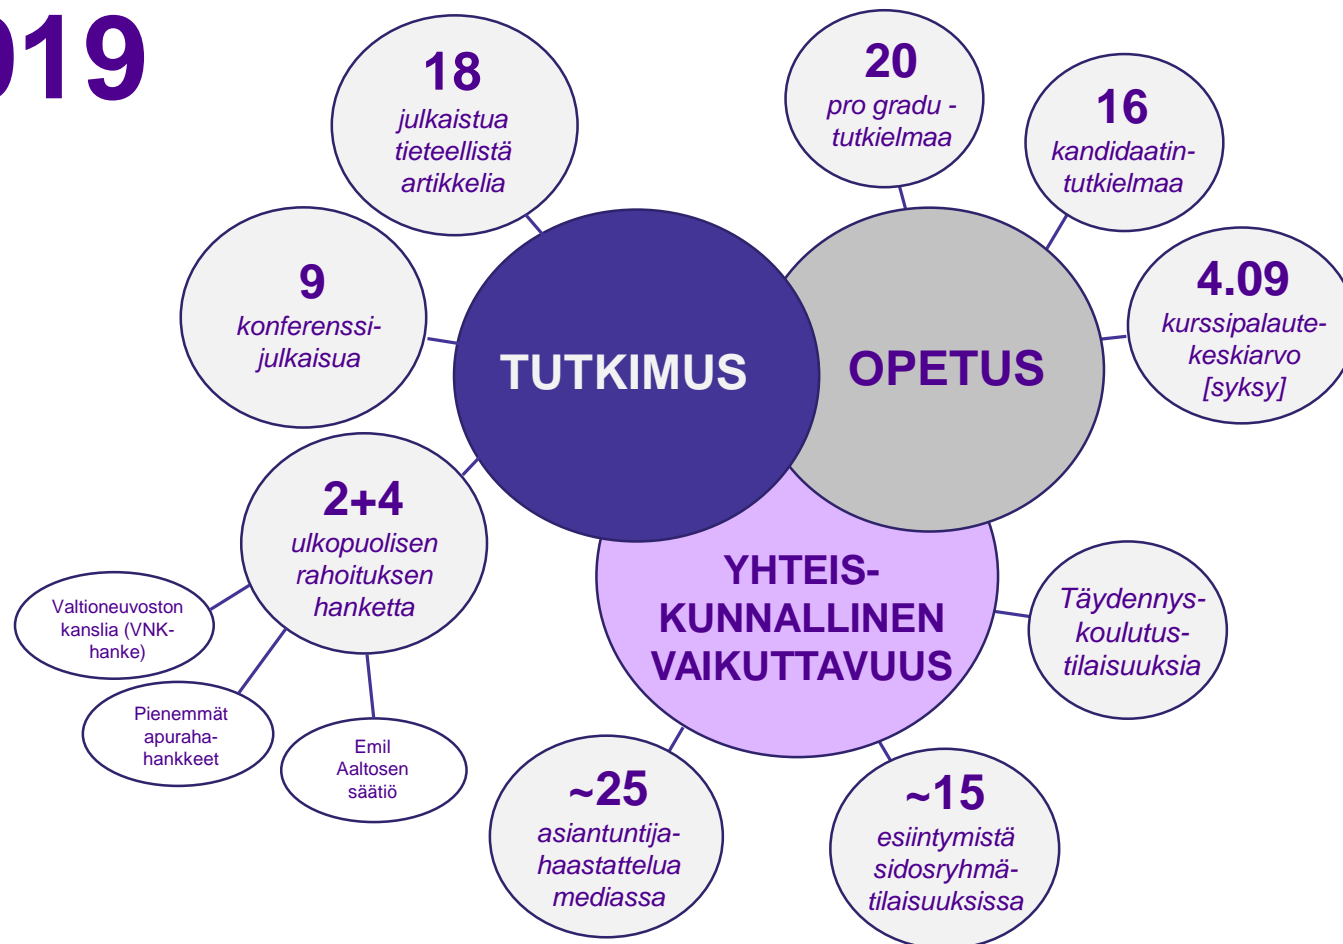 019
18
julkaistua
tieteellistä
artikkelia
20
pro gradu -
tutkielmaa
16
kandidaatin-
tutkielmaa
9
konferenssi-
julkaisua
4.09
kurssipalaute-
keskiarvo
[syksy]
TUTKIMUS
OPETUS
2+4
ulkopuolisen
rahoituksen
hanketta
YHTEIS-
KUNNALLINEN
VAIKUTTAVUUS
Täydennys-
koulutus-
tilaisuuksia
Valtioneuvoston
kanslia (VNK-
hanke)
Pienemmät
apuraha-
hankkeet
Emil
Aaltosen
säätiö
~25
asiantuntija-
haastattelua
mediassa
~15
esiintymistä
sidosryhmä-
tilaisuuksissa